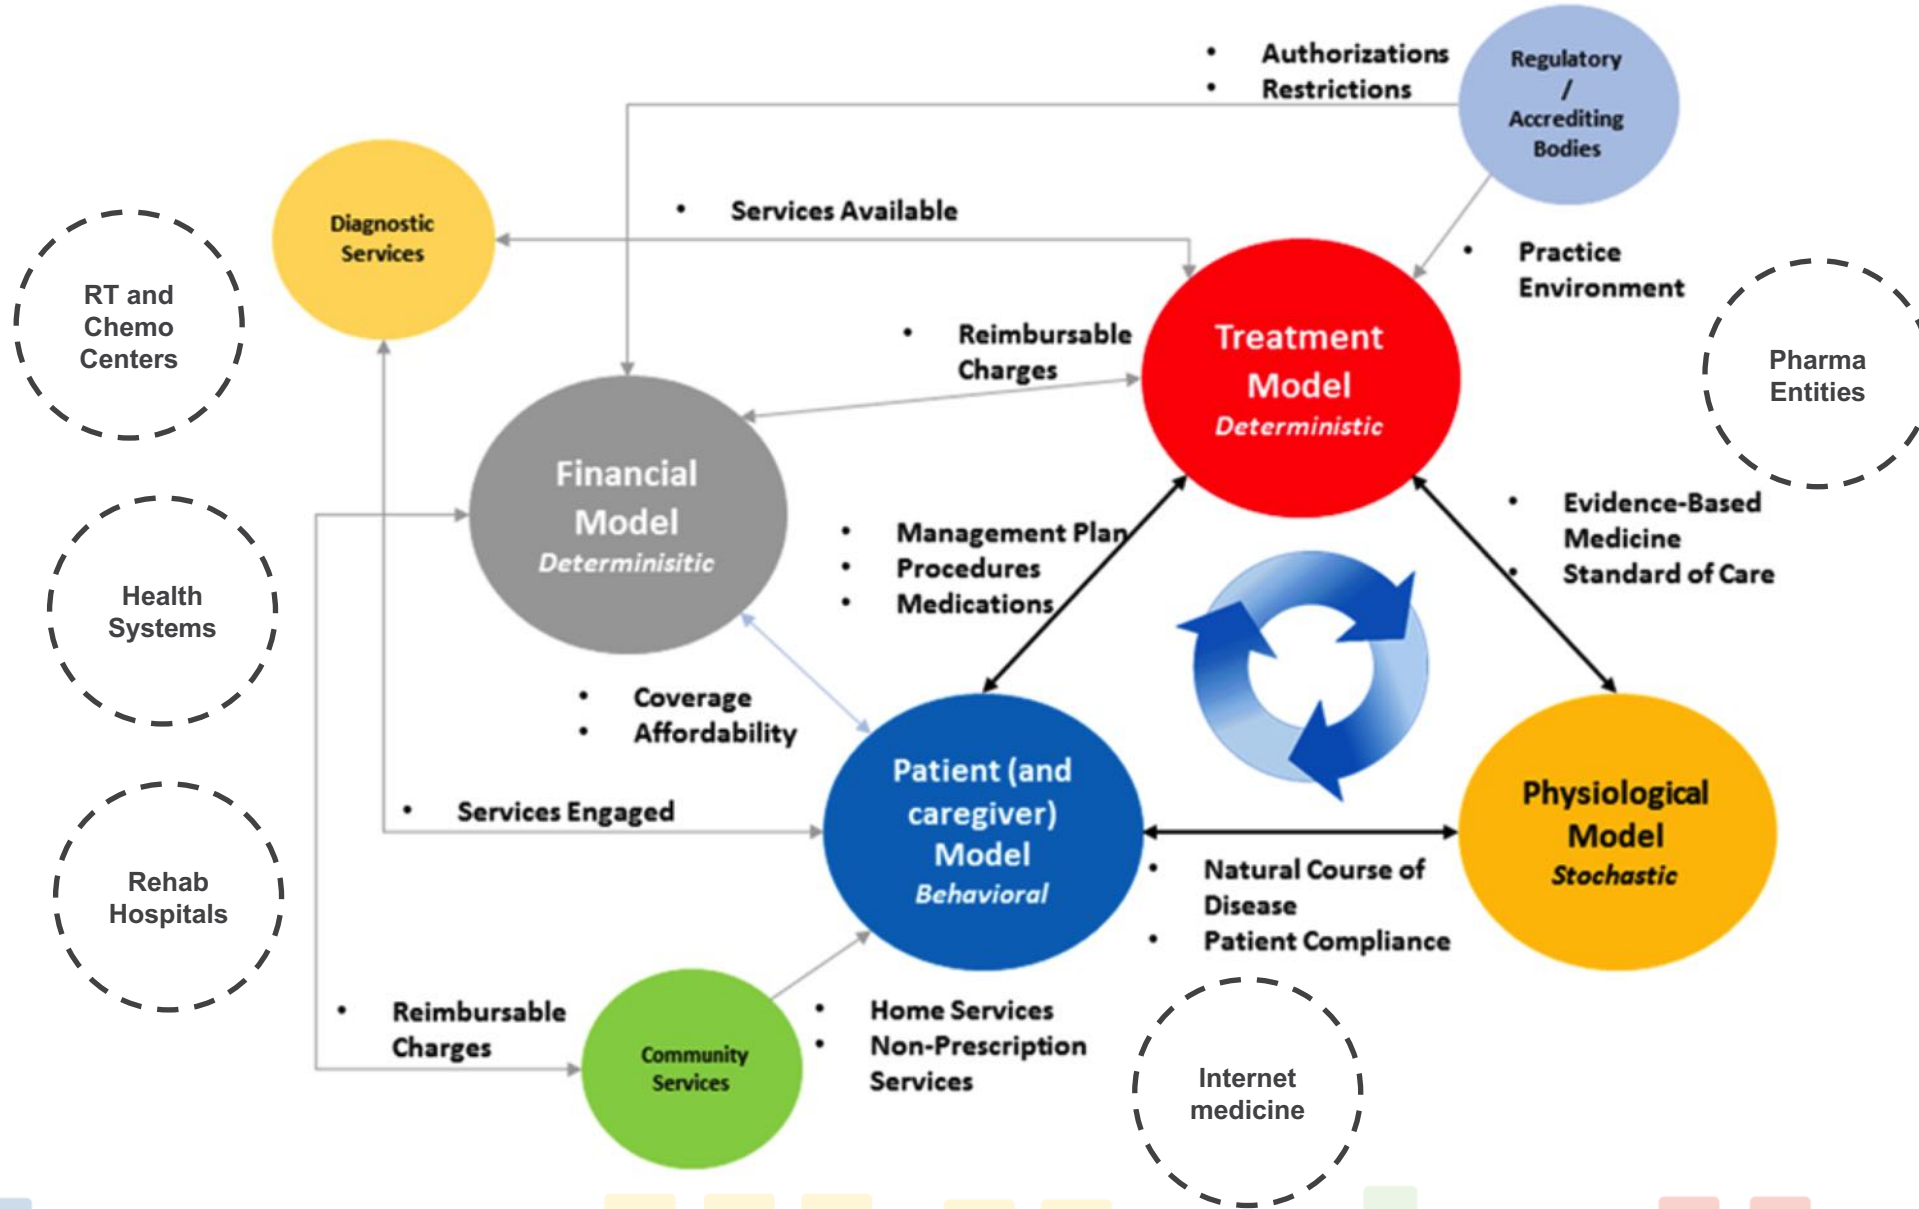 • Authorizations
• Restrictions
Regulatory
/
Accrediting
Bodies
Diagnostic
Services
• Services Available
• Practice
Environment
RT and
Chemo
Centers
• Reimbursable
Charges
Treatment
Model
Deterministic
Pharma
Entities
Financial
Model
Determinisitic
• Management Plan
• Procedures
• Medications
• Evidence-Based
Medicine
• Standard of Care
Health
Systems
• Coverage
• Affordability
• Services Engaged
Patient (and
caregiver)
Model
Behavioral
Physiological
Model
Stochastic
• Natural Course of
Disease
• Patient Compliance
Rehab
Hospitals
• Reimbursable
Charges
Community
Services
• Home Services
• Non-Prescription
Services
Internet
medicine